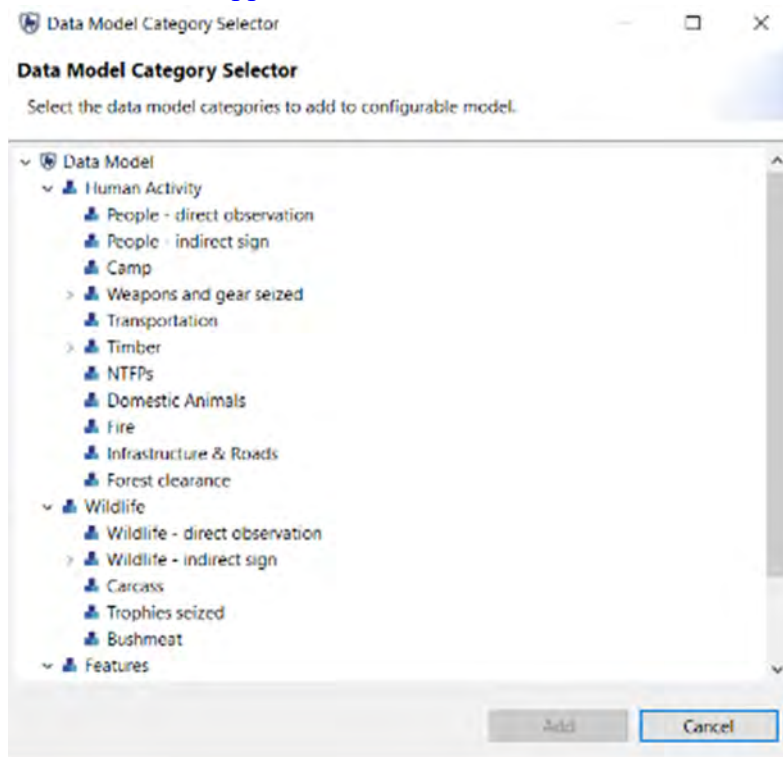 Data Model Category Selector
Data Model Category Selector
Select the data model categories to add to configurable model.
Data Model
Human Activity
People - direct observation
People - indirect sign
Camp
Weapons and gear seized
Transportation
Timber
NTFPs
Domestic Animals
Fire
Infrastructure & Roads
Forest clearance
Wildlife
Wildlife - direct observation
Wildlife - indirect sign
Carcass
Trophies seized
Bushmeat
Features
Add
Cancel